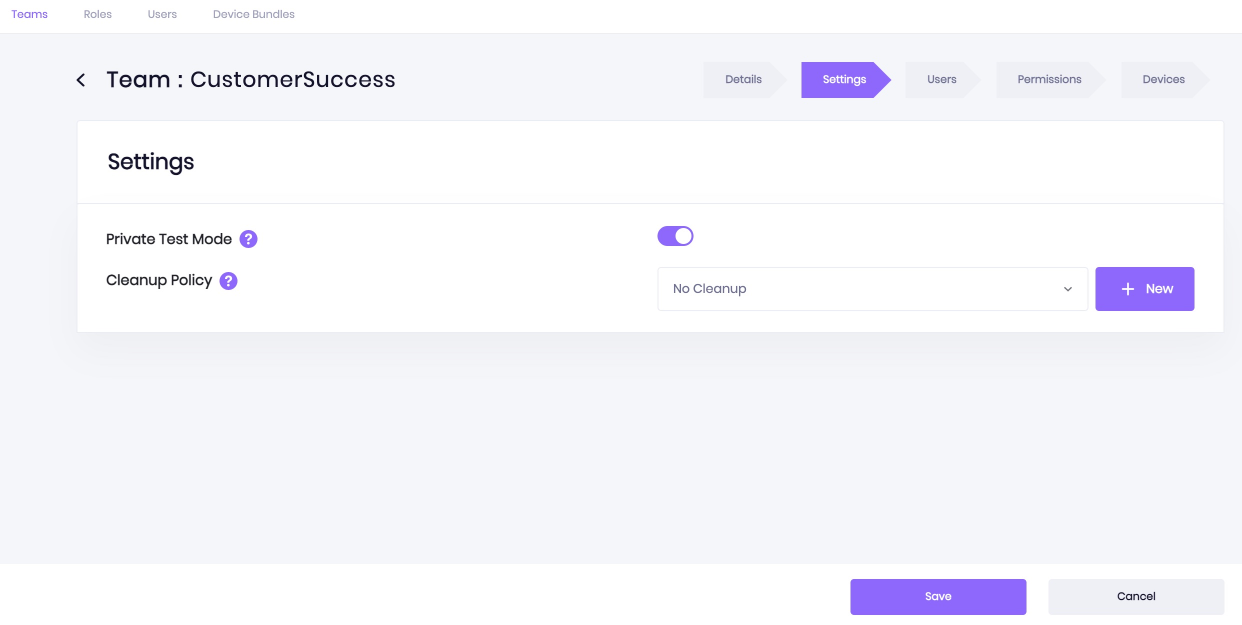 Teams Roles Users Device Bundles
Team : CustomerSuccess
Details Settings Users Permissions Devices
Settings
Private Test Mode ?
Cleanup Policy ?
No Cleanup
+ New
Save Cancel